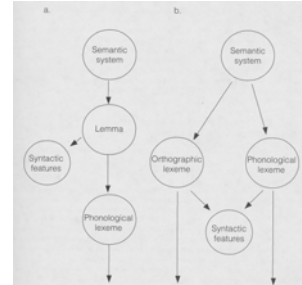 a.
b.
Semantic
system
Semantic
system
Lemma
Syntactic
features
Orthographic
lexeme
Phonological
lexeme
Phonological
lexeme
Syntactic
features